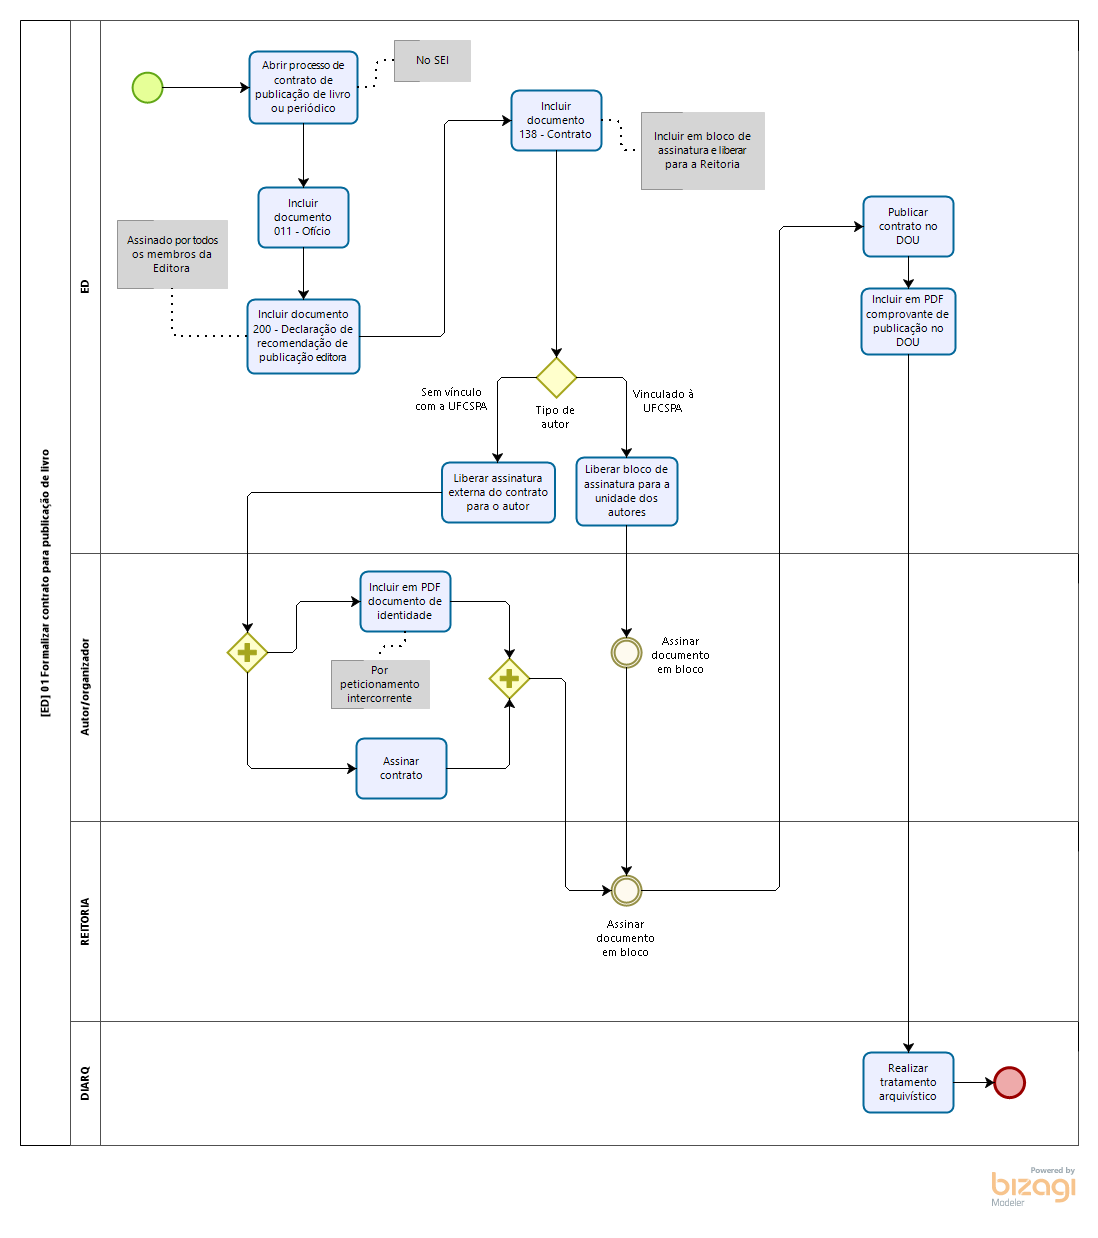 [ED] 01 Formalizar contrato para publicação de livro
ED
Abrir processo de
contrato de
publicação de livro
ou periódico
No SEI
Incluir
documento
011 - Ofício
Assinado por todos
os membros da
Editora
Incluir documento
200 - Declaração de
recomendação de
publicação editora
Incluir
documento
138 - Contrato
Incluir em bloco de
assinatura e liberar
para a Reitoria
Tipo de
autor
Sem vínculo
com a UFCSPA
Vinculado à
UFCSPA
Liberar assinatura
externa do contrato
para o autor
Liberar bloco de
assinatura para a
unidade dos
autores
Publicar
contrato no
DOU
Incluir em PDF
comprovante de
publicação no
DOU
Autor/organizador
Incluir em PDF
documento de
identidade
Por
peticionamento
intercorrente
Assinar
contrato
Assinar
documento
em bloco
REITORIA
Assinar
documento
em bloco
DIARQ
Realizar
tratamento
arquivístico
Powered by
bizagi
Modeler